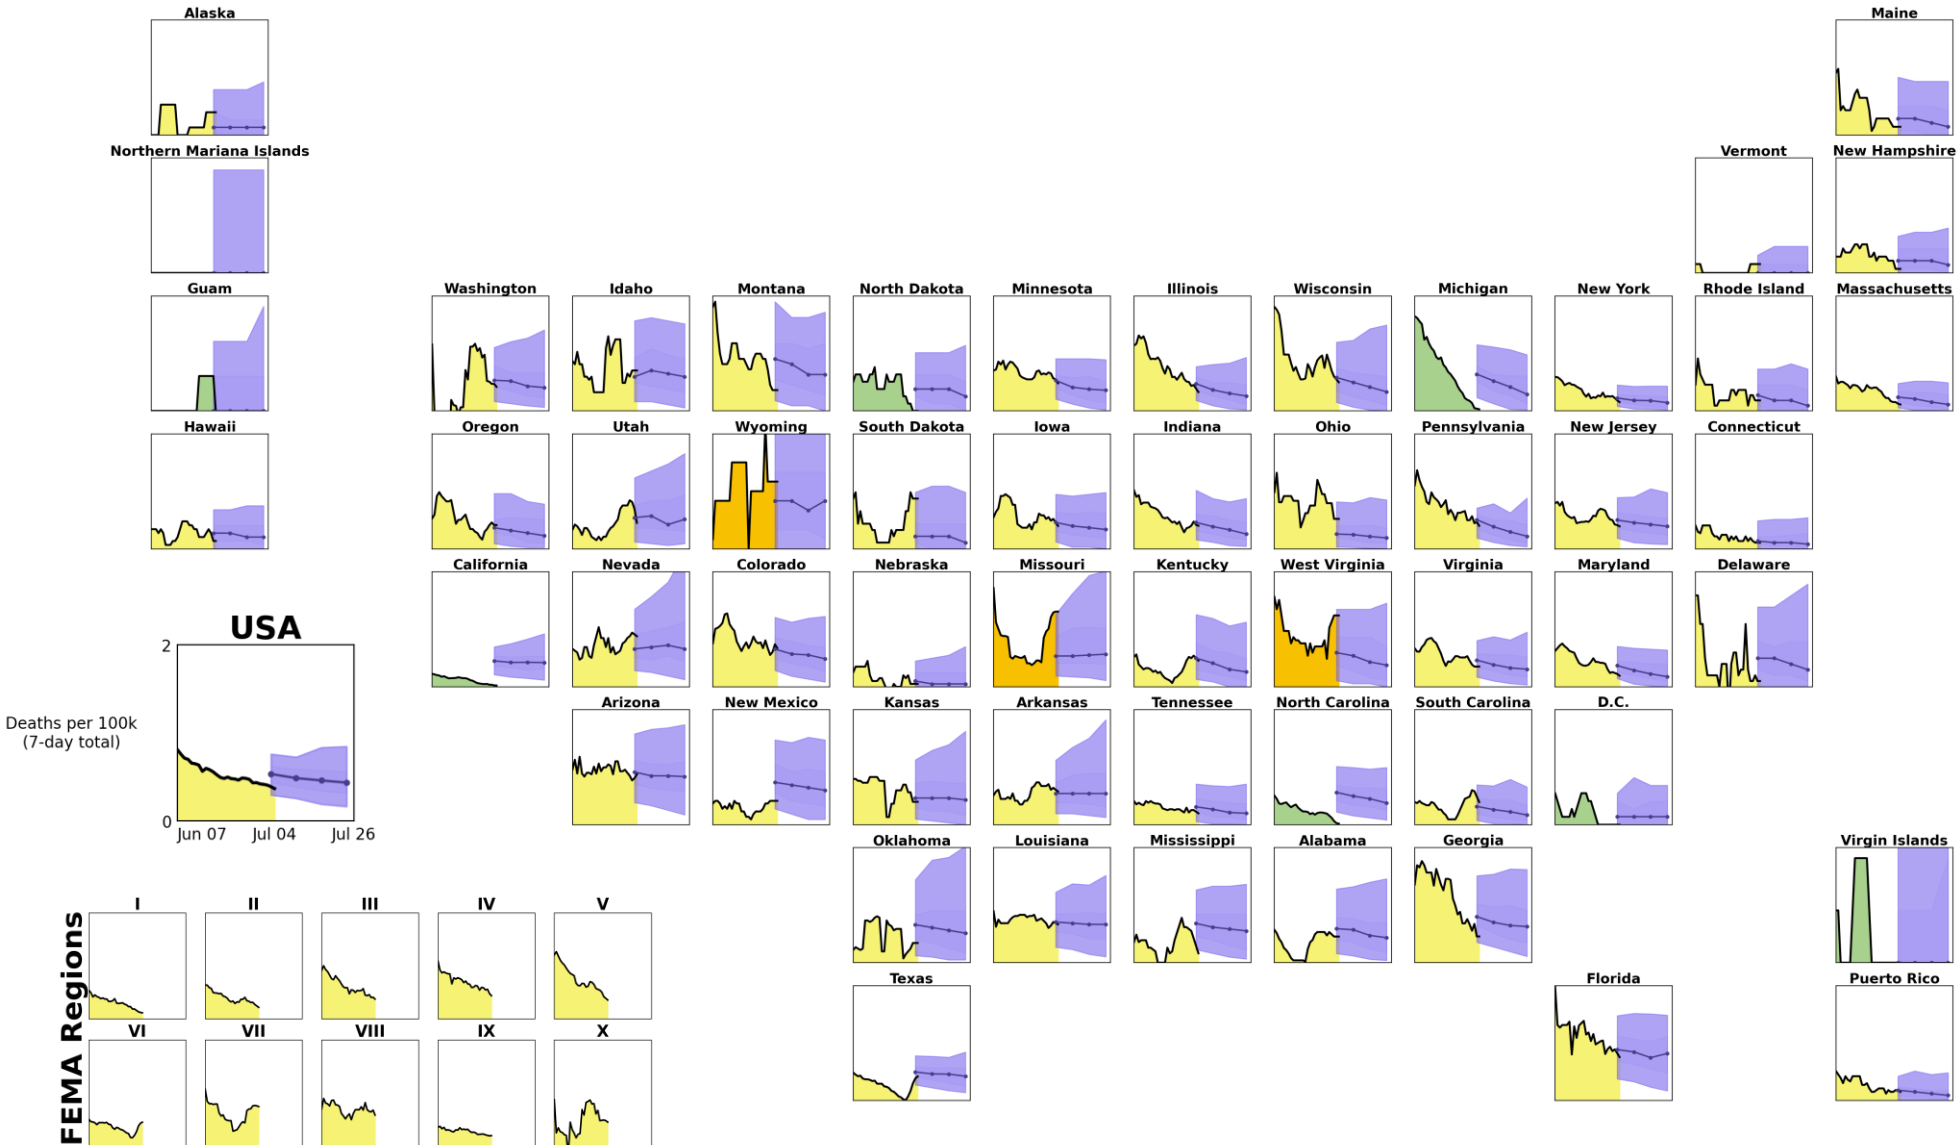 Alaska
Maine
Northern Mariana Islands
Vermont
New Hampshire
Guam
Washington
Idaho
Montana
North Dakota
Minnesota
Illinois
Wisconsin
Michigan
New York
Rhode Island
Massachusetts
Hawaii
Oregon
Utah
Wyoming
South Dakota
Iowa
Indiana
Ohio
Pennsylvania
New Jersey
Connecticut
California
Nevada
Colorado
Nebraska
Missouri
Kentucky
West Virginia
Virginia
Maryland
Delaware
USA
2
Deaths per 100k
(7-day total)
0
Jun 07
Jul 04
Jul 26
Arizona
New Mexico
Kansas
Arkansas
Tennessee
North Carolina
South Carolina
D.C.
Oklahoma
Louisiana
Mississippi
Alabama
Georgia
Virgin Islands
Texas
Florida
Puerto Rico
FEMA Regions
I
II
III
IV
V
VI
VII
VIII
IX
X